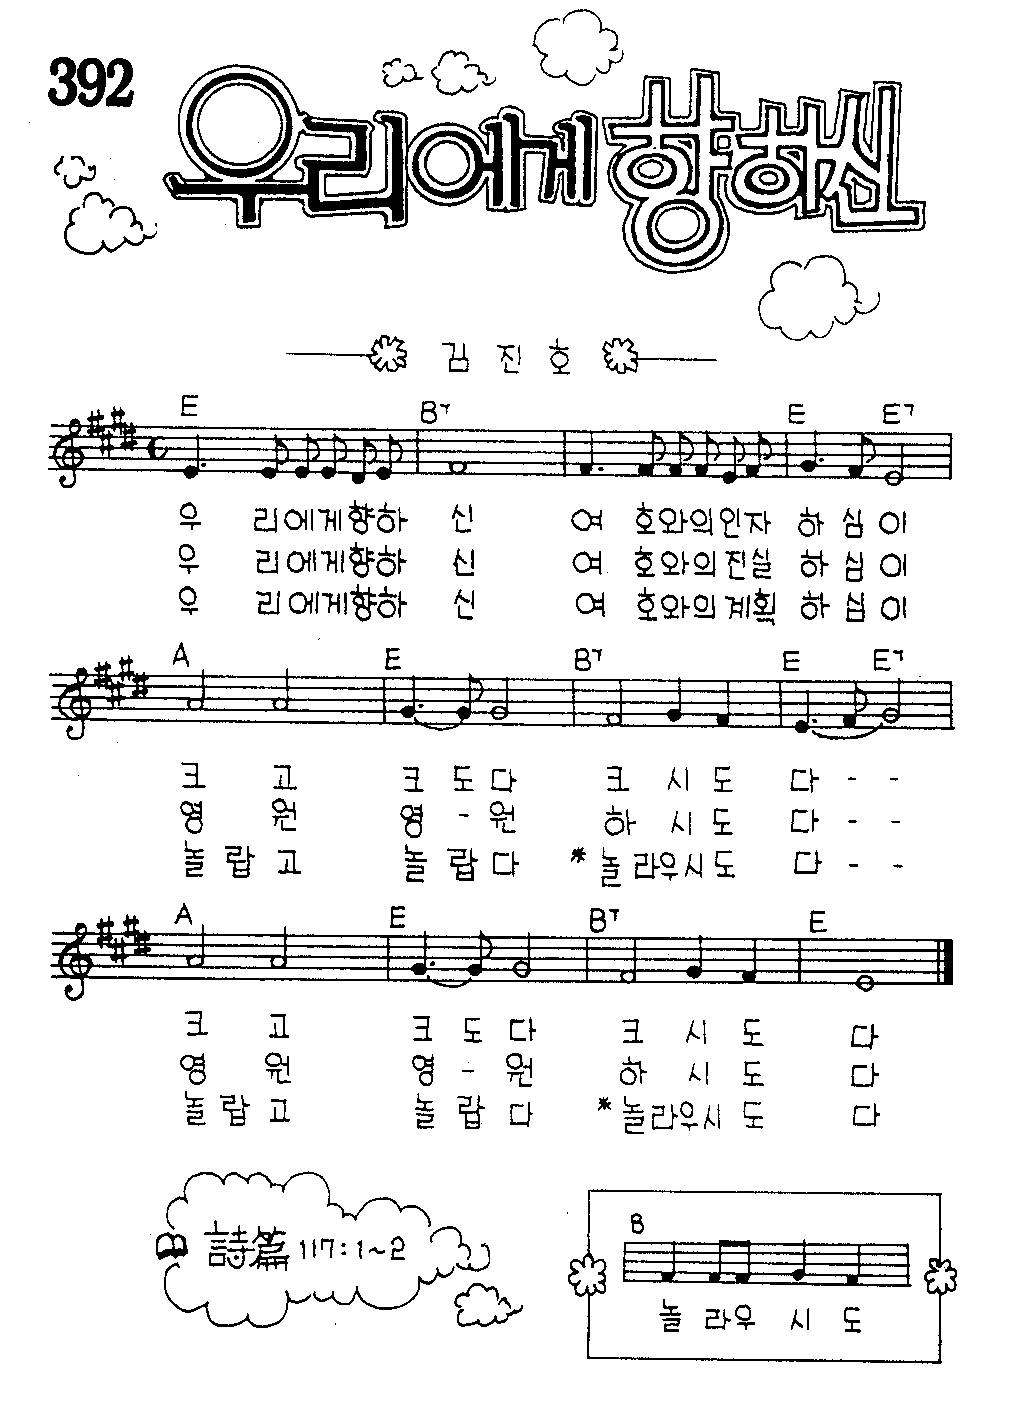 392
우리에게 향하신
김 진 호
E B7 E E7
우 리에게향하 신 여 호와의인자 하 심 이
우 리에게향하 신 여 호와의진실 하 심 이
우 리에게향하 신 여 호와의계획 하 심 이
A E B7 E E7
크 고 크 도 다 크 시 도 다 - -
영 원 영 - 원 하 시 도 다 - -
놀 랍 고 놀 랍 다 * 놀 라우시도 다 - -
A E B7 E
크 고 크 도 다 크 시 도 다
영 원 영 - 원 하 시 도 다
놀 랍 고 놀 랍 다 * 놀라우시 도 다
詩篇 117:1~2
B
놀 라우 시 도